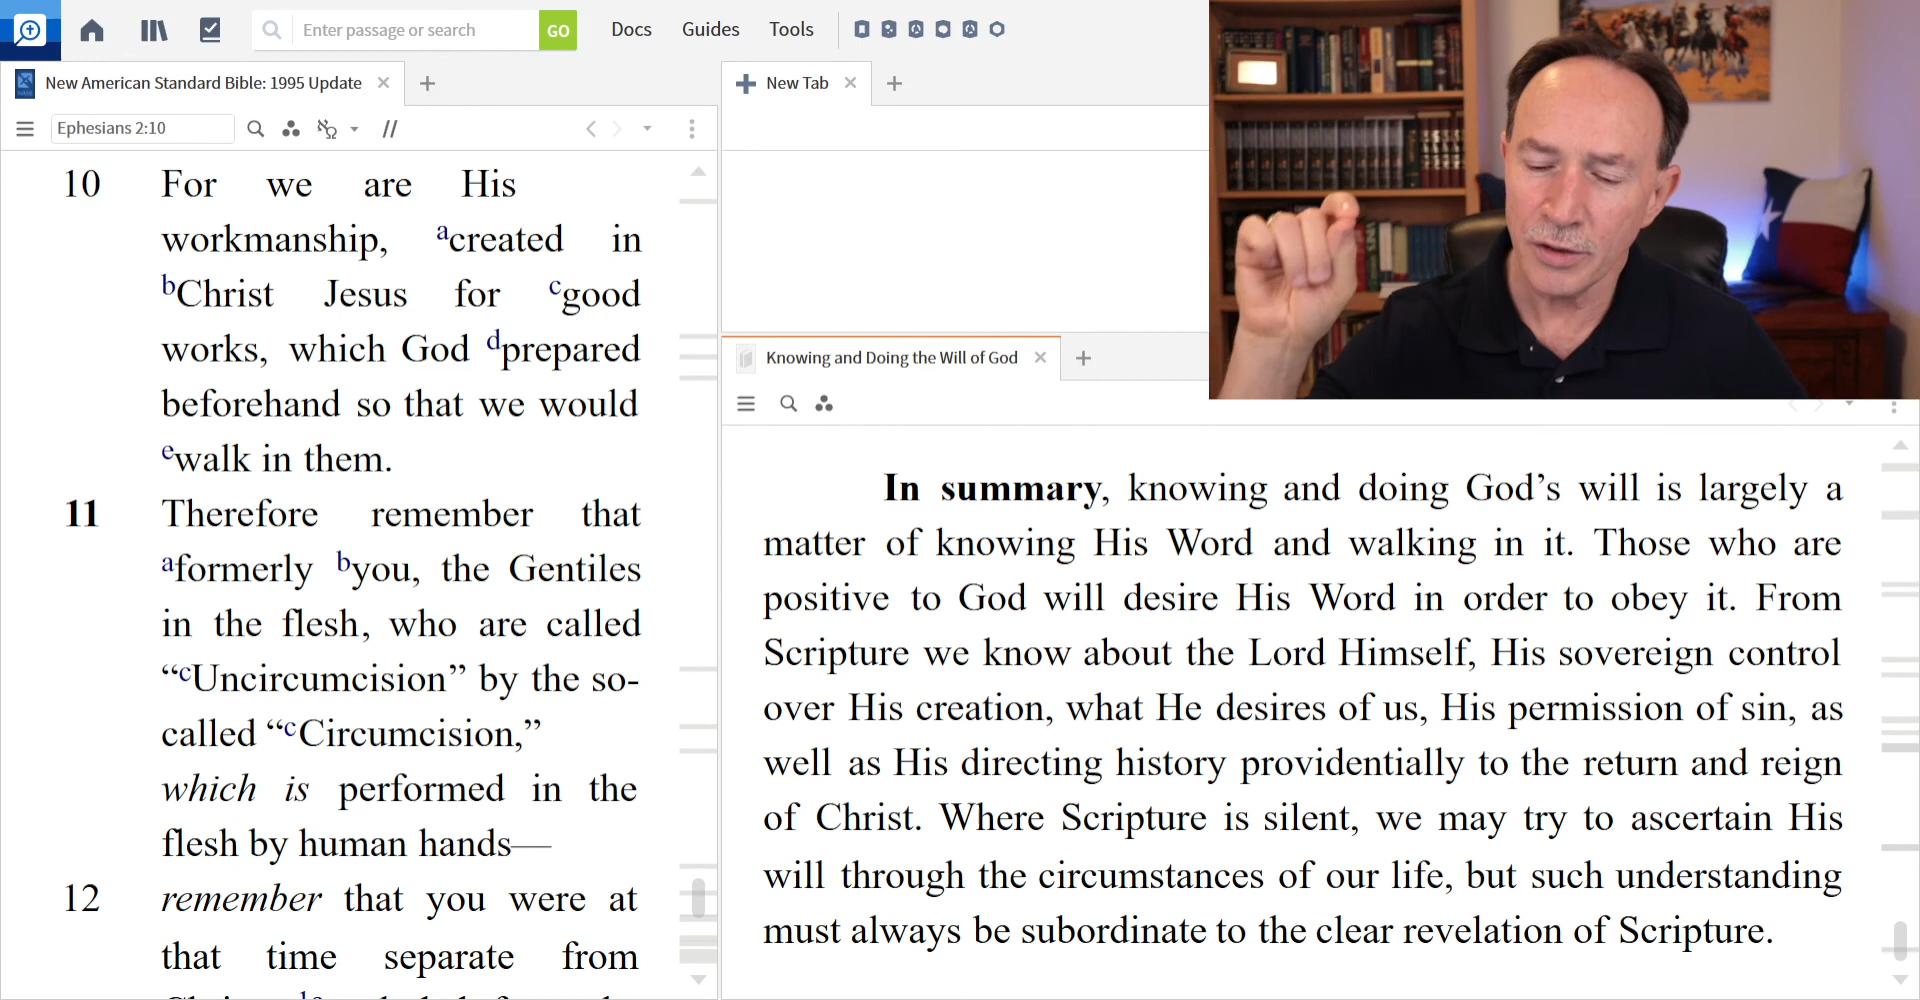 Enter passage or search
GO
Docs
Guides
Tools
New American Standard Bible: 1995 Update
New Tab
Ephesians 2:10
//
10 For we are His
workmanship, acreated in
bChrist Jesus for cgood
works, which God dprepared
beforehand so that we would
ewalk in them.
11 Therefore remember that
aformerly byou, the Gentiles
in the flesh, who are called
“cUncircumcision” by the so-
called “cCircumcision,”
which is performed in the
flesh by human hands—
12 remember that you were at
that time separate from
Knowing and Doing the Will of God
In summary, knowing and doing God’s will is largely a
matter of knowing His Word and walking in it. Those who are
positive to God will desire His Word in order to obey it. From
Scripture we know about the Lord Himself, His sovereign control
over His creation, what He desires of us, His permission of sin, as
well as His directing history providentially to the return and reign
of Christ. Where Scripture is silent, we may try to ascertain His
will through the circumstances of our life, but such understanding
must always be subordinate to the clear revelation of Scripture.